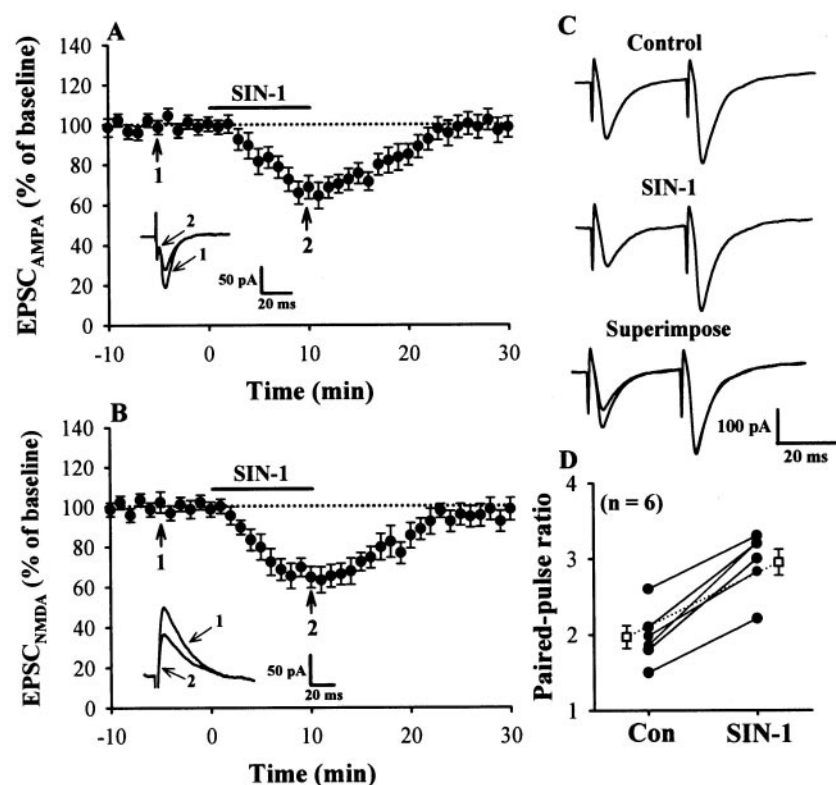 A
EPSC_AMPA (% of baseline)
140
120
100
80
60
40
20
0
SIN-1
1
2
2
1
50 pA
20 ms
-10
0
10
20
30
Time (min)
B
EPSC_NMDA (% of baseline)
140
120
100
80
60
40
20
0
SIN-1
1
2
1
2
50 pA
20 ms
-10
0
10
20
30
Time (min)
C
Control
SIN-1
Superimpose
100 pA
20 ms
D
Paired-pulse ratio
4
3
2
1
(n = 6)
Con
SIN-1